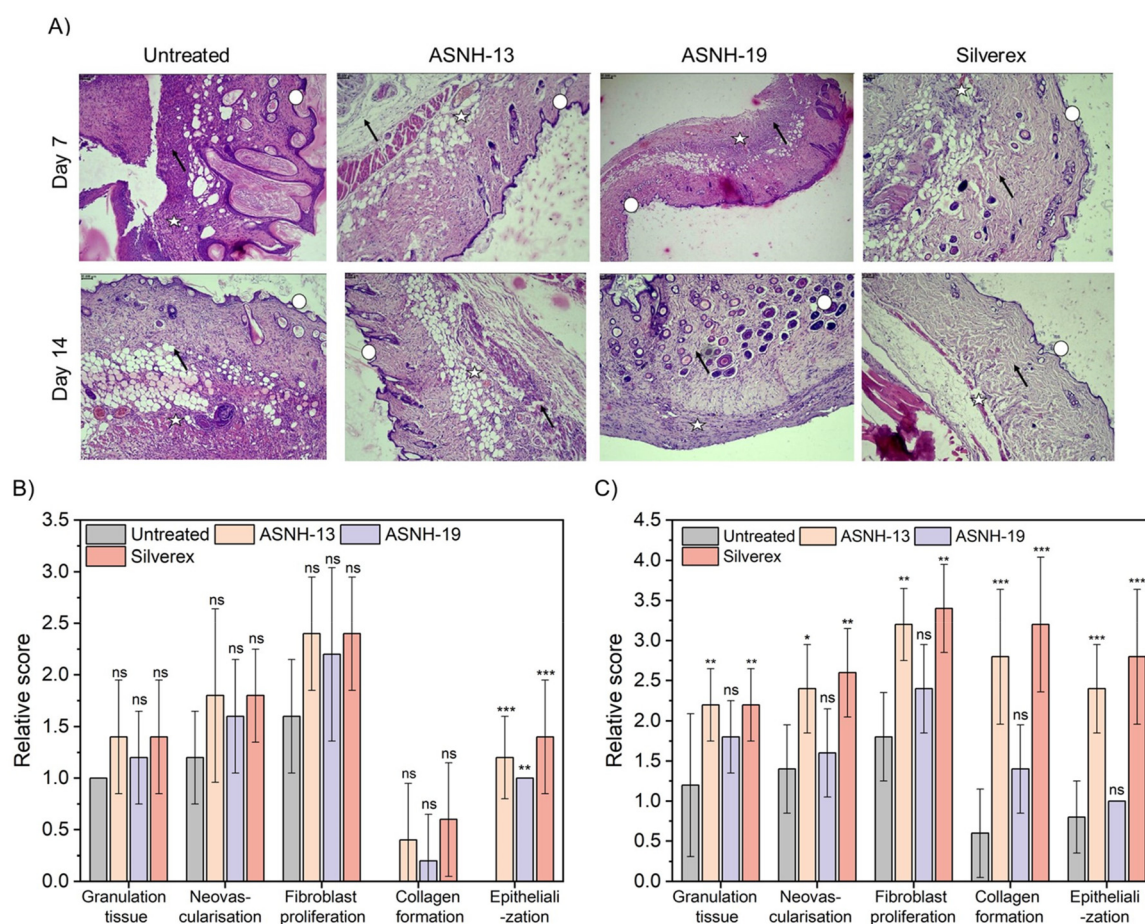 A)
Untreated ASNH-13 ASNH-19 Silverex
Day 7
Day 14
B)
Relative score
3.5
3.0
2.5
2.0
1.5
1.0
0.5
0.0
Untreated ASNH-13 ASNH-19
Silverex
ns ns ns
ns ns ns
ns ns ns
ns ns ns
*** ** ***
Granulation tissue
Neovas-cularisation
Fibroblast proliferation
Collagen formation
Epitheliali-zation
C)
Relative score
4.5
4.0
3.5
3.0
2.5
2.0
1.5
1.0
0.5
0.0
Untreated ASNH-13 ASNH-19
Silverex
** ns **
* ns **
** ns **
*** ns ***
*** ns ***
Granulation tissue
Neovas-cularisation
Fibroblast proliferation
Collagen formation
Epitheliali-zation